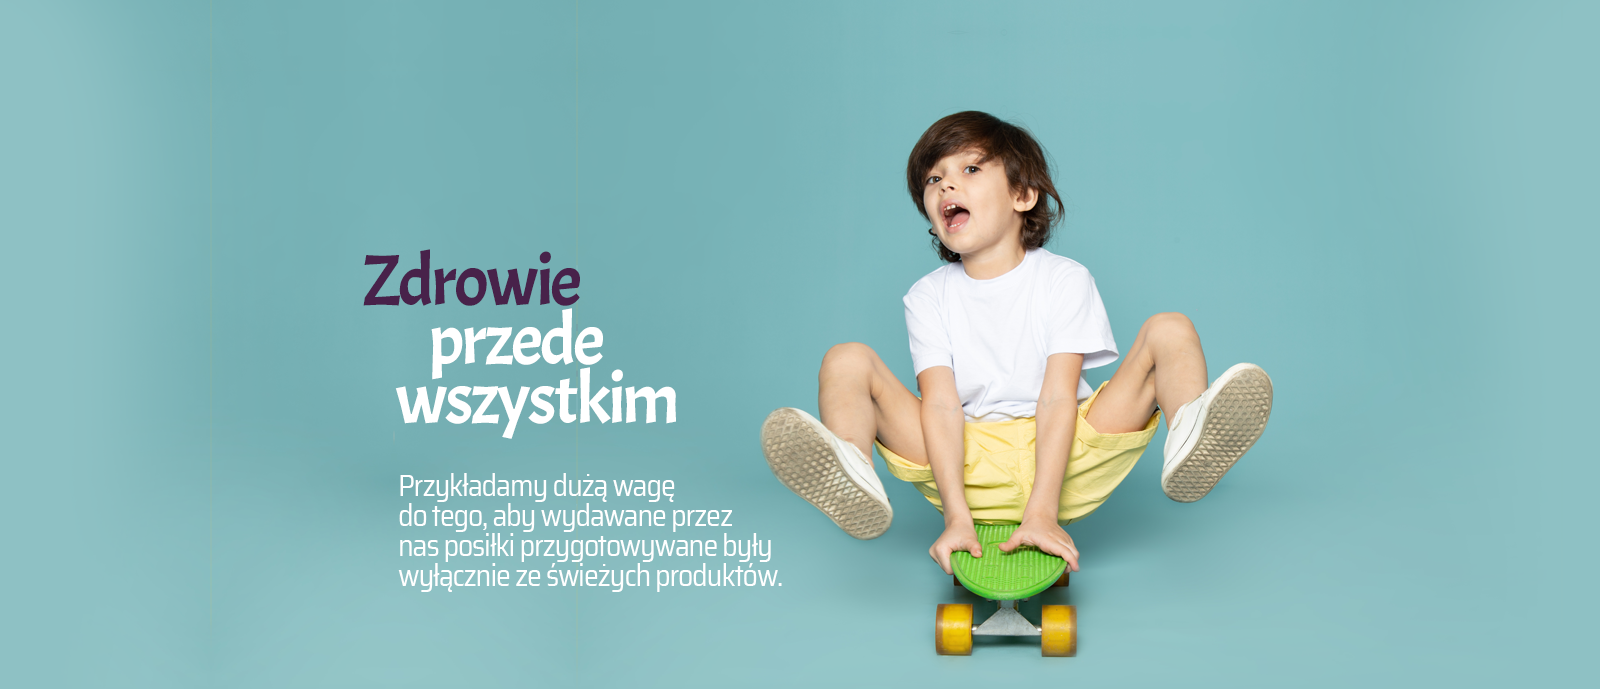 Zdrowie
przede
wszystkim
Przykładamy dużą wagę
do tego, aby wydawane przez
nas posiłki przygotowywane były
wyłącznie ze świeżych produktów.